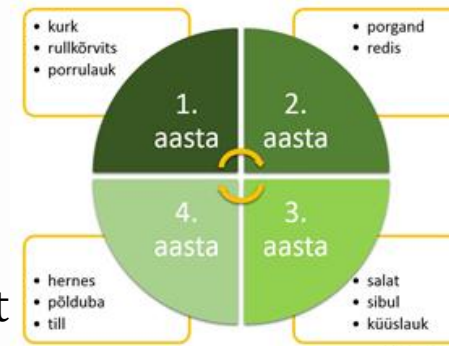 • kurk
• rullkõrvits
• porrulauk
• porgand
• redis
1.
aasta
2.
aasta
4.
aasta
3.
aasta
• hernes
• põlduba
• till
• salat
• sibul
• küüslauk
t